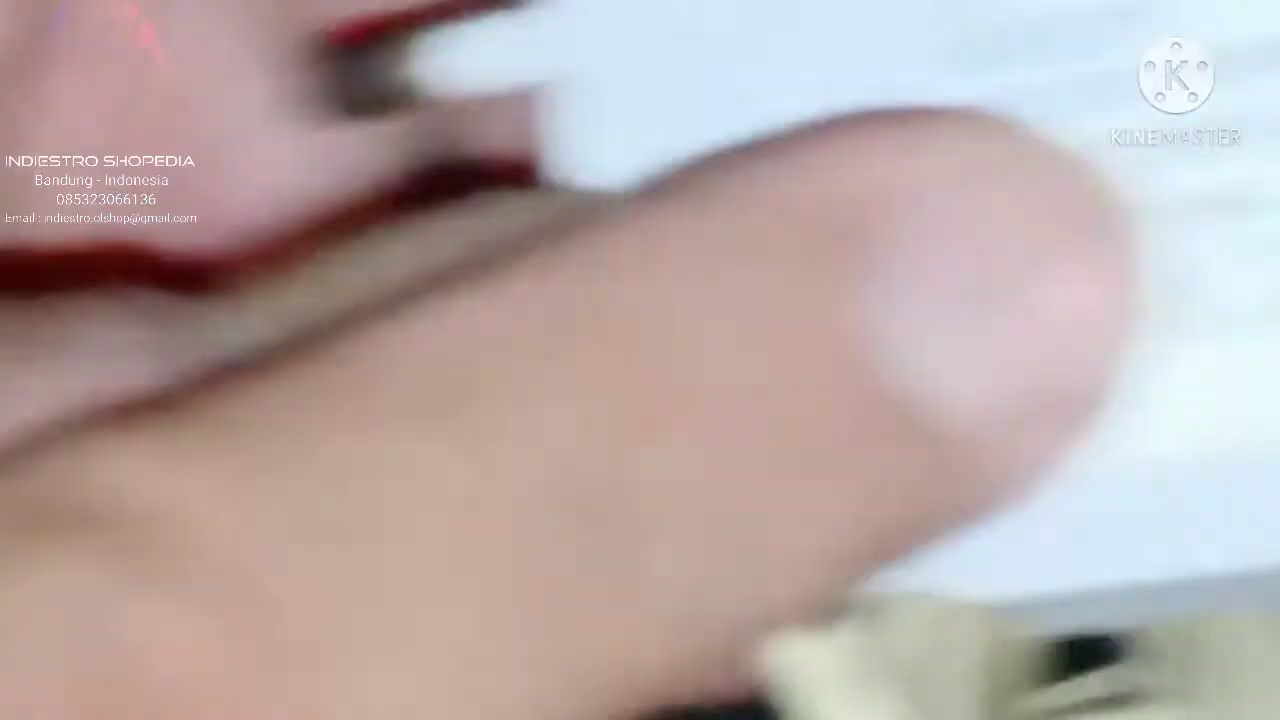 INDIESTRO SHOPEDIA
Bandung - Indonesia
085323066136
Email : indiestro.olshop@gmail.com
K
KINEMASTER